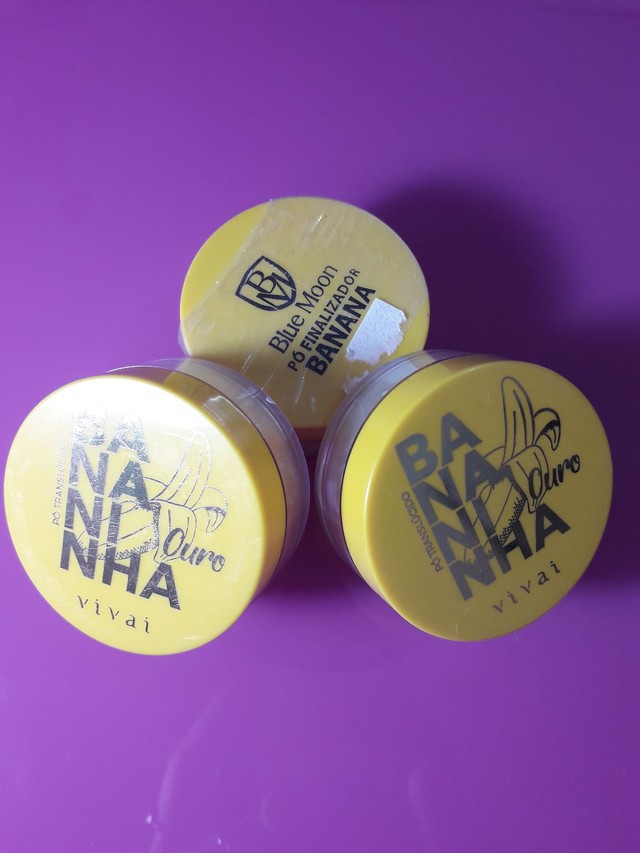 BM
Blue Moon
PÓ FINALIZADOR
BANANA
BA
NA
NI
NHA
PÓ TRANSLÚCIDO
Ouro
vivai
BA
NA
NI
NHA
PÓ TRANSLÚCIDO
Ouro
vivai